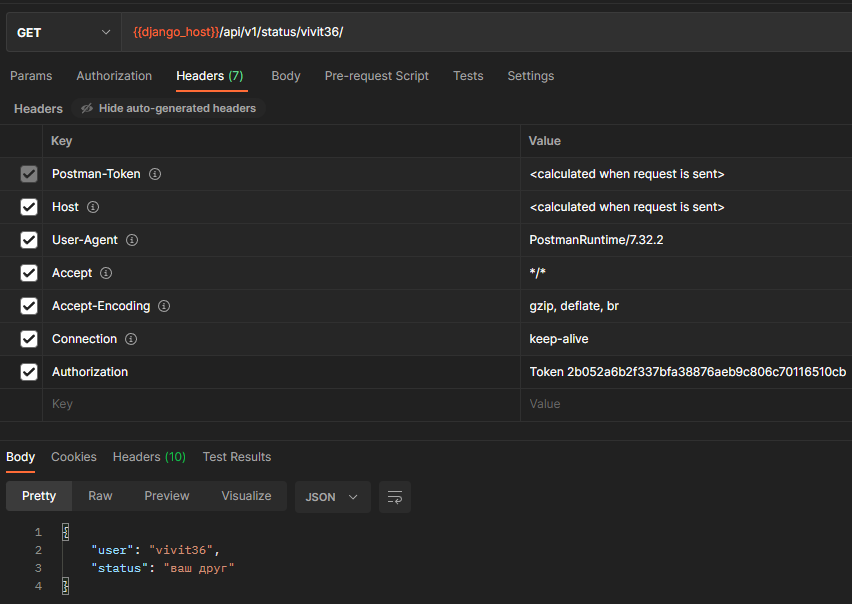 GET {{django_host}}/api/v1/status/vivit36/
Params Authorization Headers (7) Body Pre-request Script Tests Settings
Headers Hide auto-generated headers
Key Value
Postman-Token <calculated when request is sent>
Host <calculated when request is sent>
User-Agent PostmanRuntime/7.32.2
Accept */*
Accept-Encoding gzip, deflate, br
Connection keep-alive
Authorization Token 2b052a6b2f337bfa38876aeb9c806c70116510cb
Key Value
Body Cookies Headers (10) Test Results
Pretty Raw Preview Visualize JSON
1 {
2 "user": "vivit36",
3 "status": "ваш друг"
4 }